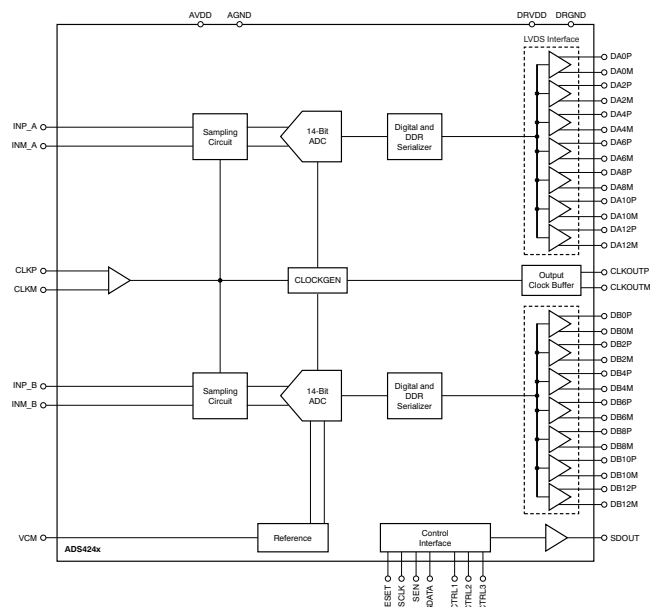 AVDD
AGND
DRVDD
DRGND
LVDS Interface
INP_A
INM_A
Sampling
Circuit
14-Bit
ADC
Digital and
DDR
Serializer
DA0P
DA0M
DA2P
DA2M
DA4P
DA4M
DA6P
DA6M
DA8P
DA8M
DA10P
DA10M
DA12P
DA12M
CLKP
CLKM
CLOCKGEN
Output
Clock Buffer
CLKOUTP
CLKOUTM
INP_B
INM_B
Sampling
Circuit
14-Bit
ADC
Digital and
DDR
Serializer
DB0P
DB0M
DB2P
DB2M
DB4P
DB4M
DB6P
DB6M
DB8P
DB8M
DB10P
DB10M
DB12P
DB12M
VCM
Reference
Control
Interface
SDOUT
ADS424x
SCLK
SEN